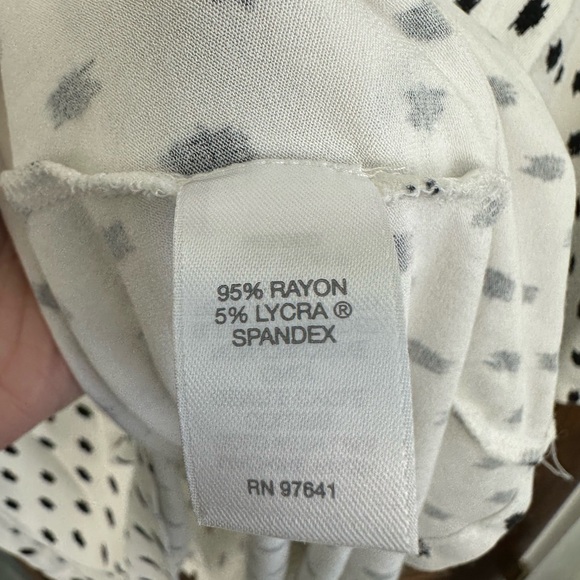 95% RAYON
5% LYCRA ®
SPANDEX
RN 97641